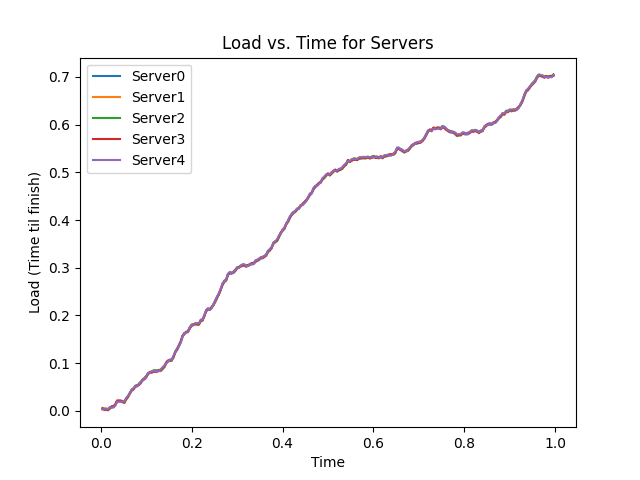 Load vs. Time for Servers
Server0
Server1
Server2
Server3
Server4
Load (Time til finish)
0.7
0.6
0.5
0.4
0.3
0.2
0.1
0.0
0.0 0.2 0.4 0.6 0.8 1.0
Time